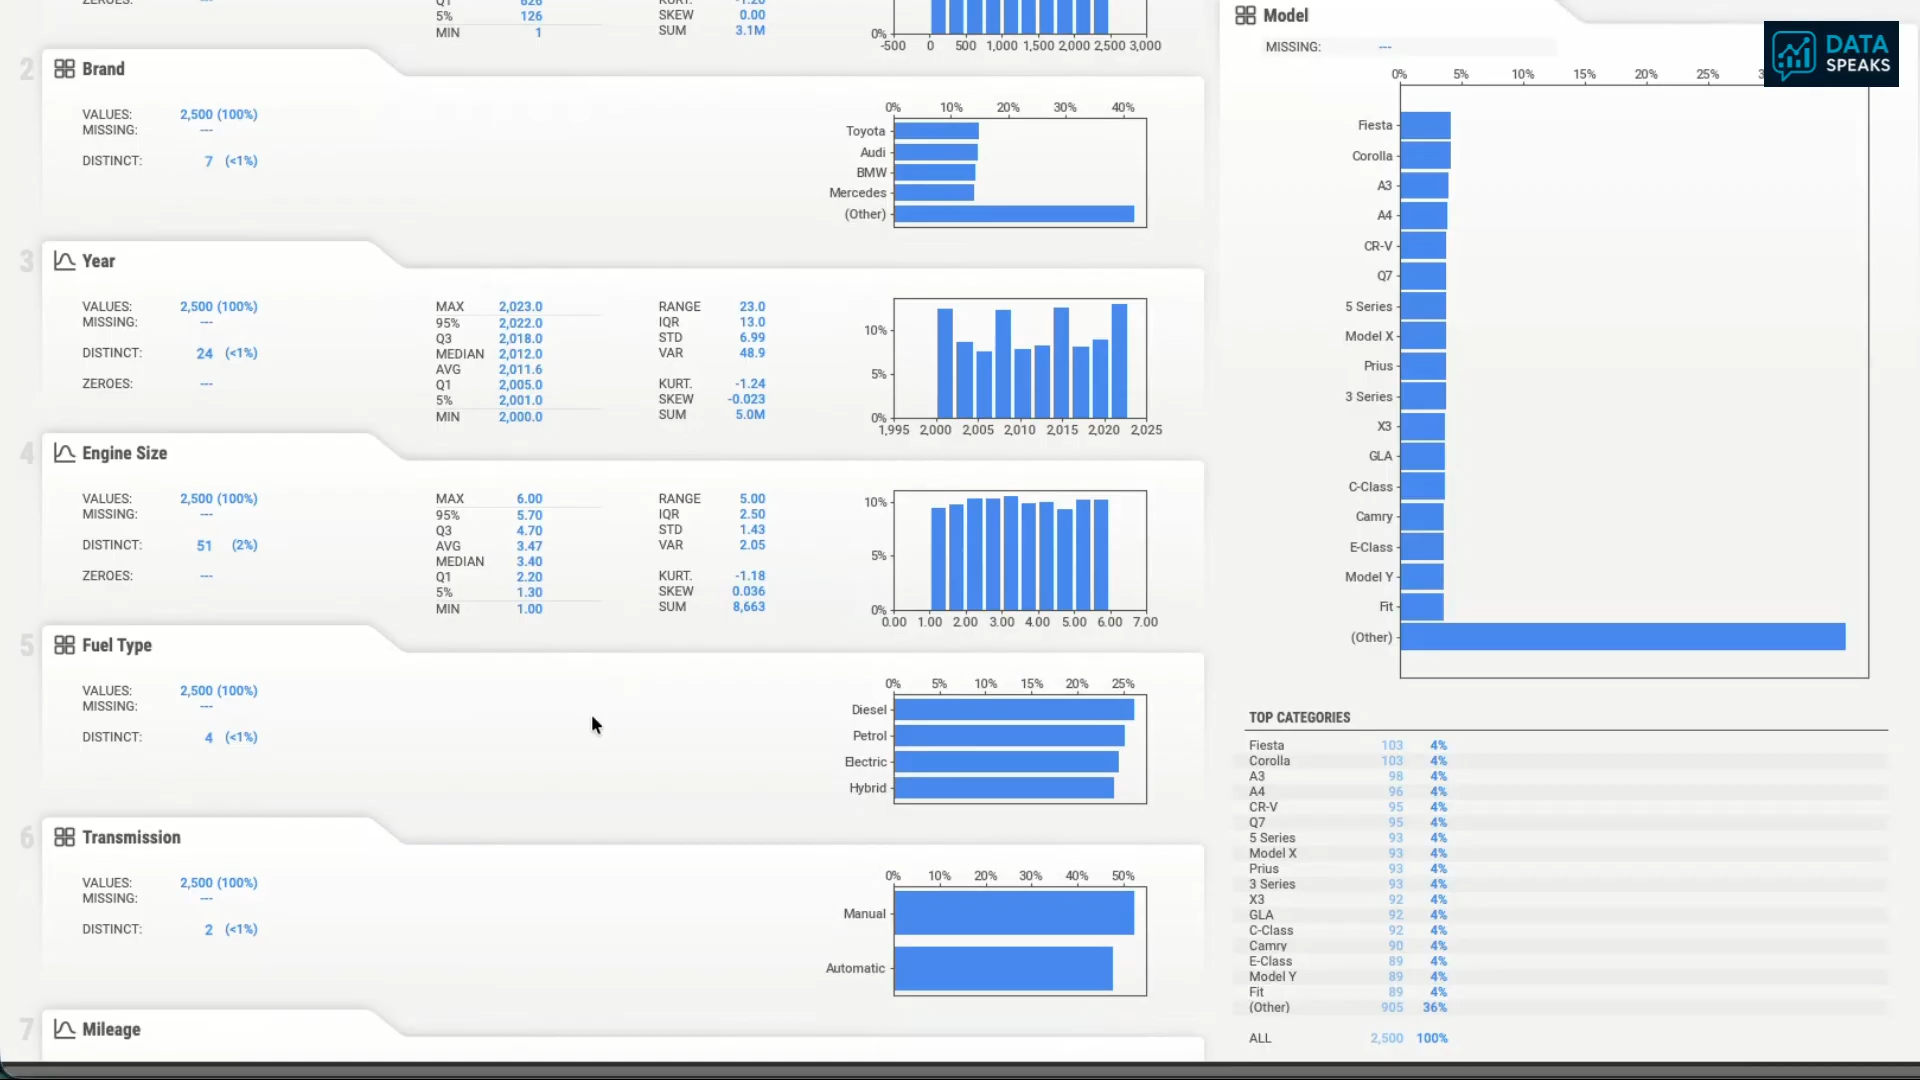 ZEROES: ---
Q1 626
5% 126
MIN 1
KURT. -1.20
SKEW 0.00
SUM 3.1M
0%
-500 0 500 1,000 1,500 2,000 2,500 3,000
2 Brand
VALUES: 2,500 (100%)
MISSING: ---
DISTINCT: 7 (<1%)
0% 10% 20% 30% 40%
Toyota
Audi
BMW
Mercedes
(Other)
3 Year
VALUES: 2,500 (100%)
MISSING: ---
DISTINCT: 24 (<1%)
ZEROES: ---
MAX 2,023.0
95% 2,022.0
Q3 2,018.0
MEDIAN 2,012.0
AVG 2,011.6
Q1 2,005.0
5% 2,001.0
MIN 2,000.0
RANGE 23.0
IQR 13.0
STD 6.99
VAR 48.9
KURT. -1.24
SKEW -0.023
SUM 5.0M
10%
5%
0%
1,995 2,000 2,005 2,010 2,015 2,020 2,025
4 Engine Size
VALUES: 2,500 (100%)
MISSING: ---
DISTINCT: 51 (2%)
ZEROES: ---
MAX 6.00
95% 5.70
Q3 4.70
AVG 3.47
MEDIAN 3.40
Q1 2.20
5% 1.30
MIN 1.00
RANGE 5.00
IQR 2.50
STD 1.43
VAR 2.05
KURT. -1.18
SKEW 0.036
SUM 8,663
10%
5%
0%
0.00 1.00 2.00 3.00 4.00 5.00 6.00 7.00
5 Fuel Type
VALUES: 2,500 (100%)
MISSING: ---
DISTINCT: 4 (<1%)
0% 5% 10% 15% 20% 25%
Diesel
Petrol
Electric
Hybrid
6 Transmission
VALUES: 2,500 (100%)
MISSING: ---
DISTINCT: 2 (<1%)
0% 10% 20% 30% 40% 50%
Manual
Automatic
7 Mileage
Model
MISSING: ---
DATA
SPEAKS
0% 5% 10% 15% 20% 25%
Fiesta
Corolla
A3
A4
CR-V
Q7
5 Series
Model X
Prius
3 Series
X3
GLA
C-Class
Camry
E-Class
Model Y
Fit
(Other)
TOP CATEGORIES
Fiesta 103 4%
Corolla 103 4%
A3 98 4%
A4 96 4%
CR-V 95 4%
Q7 95 4%
5 Series 93 4%
Model X 93 4%
Prius 93 4%
3 Series 93 4%
X3 92 4%
GLA 92 4%
C-Class 92 4%
Camry 90 4%
E-Class 89 4%
Model Y 89 4%
Fit 89 4%
(Other) 905 36%
ALL 2,500 100%